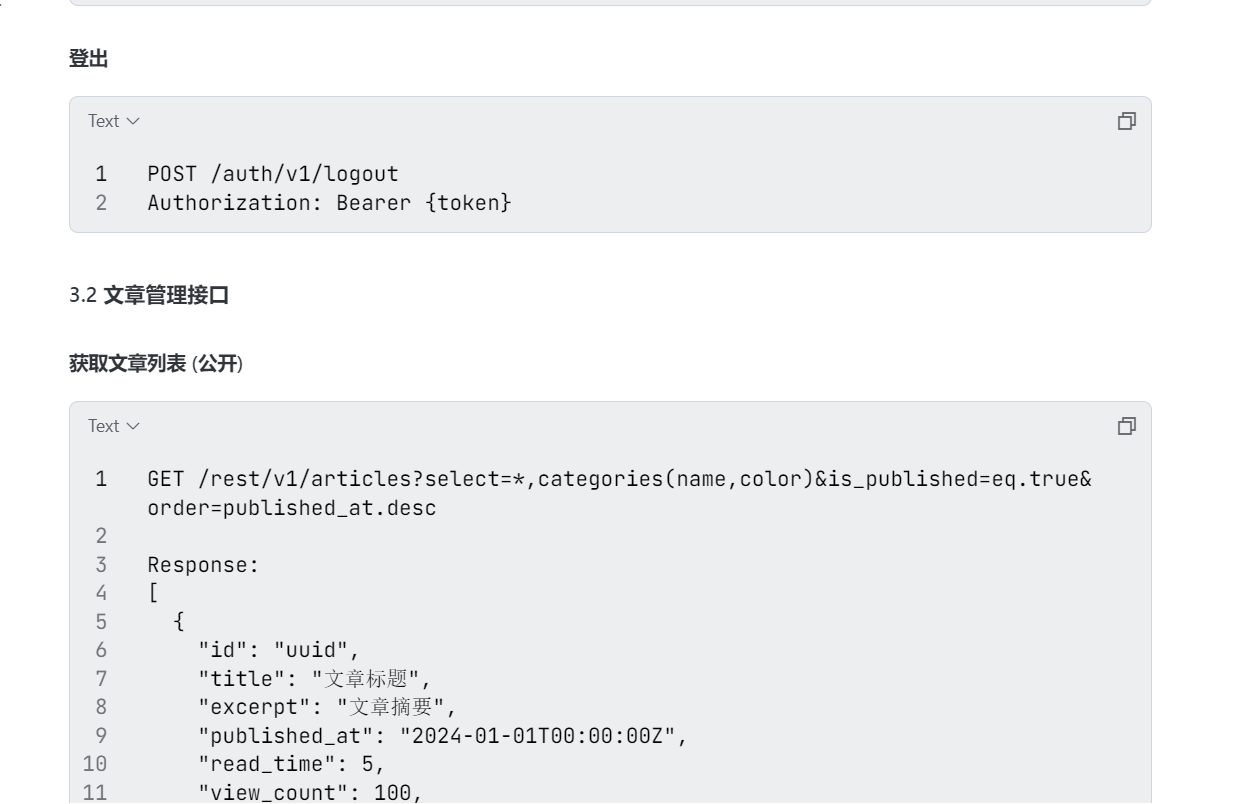 登出
Text
1 POST /auth/v1/logout
2 Authorization: Bearer {token}
3.2 文章管理接口
获取文章列表 (公开)
Text
1 GET /rest/v1/articles?select=*,categories(name,color)&is_published=eq.true&
order=published_at.desc
2
3 Response:
4 [
5 {
6 "id": "uuid",
7 "title": "文章标题",
8 "excerpt": "文章摘要",
9 "published_at": "2024-01-01T00:00:00Z",
10 "read_time": 5,
11 "view_count": 100,